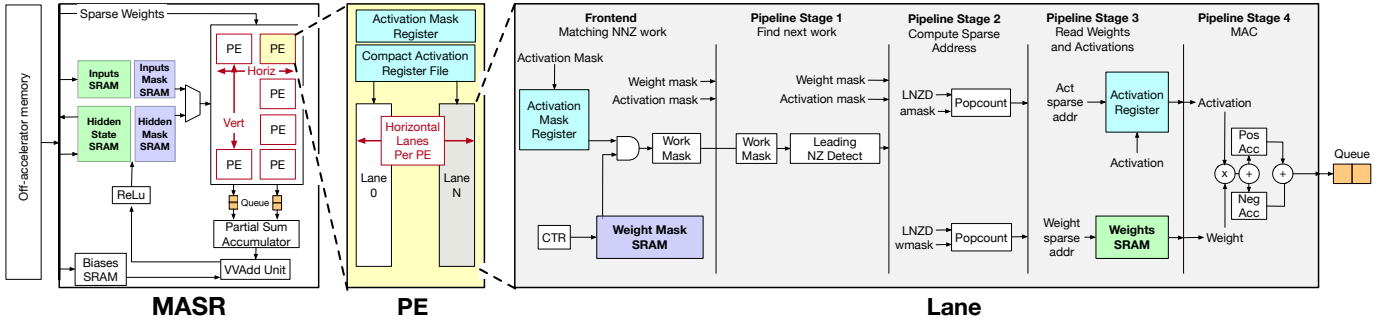 Off-accelerator memory
Sparse Weights
Inputs
SRAM
Inputs
Mask
SRAM
Hidden
State
SRAM
Hidden
Mask
SRAM
PE
PE
Horiz
PE
Vert
PE
PE
PE
ReLu
Queue
Partial Sum
Accumulator
Biases
SRAM
VVAdd Unit
MASR
Activation Mask
Register
Compact Activation
Register File
Horizontal
Lanes
Per PE
Lane
0
Lane
N
PE
Frontend
Matching NNZ work
Activation Mask
Activation
Mask
Register
Weight mask
Activation mask
Work
Mask
CTR
Weight Mask
SRAM
Pipeline Stage 1
Find next work
Weight mask
Activation mask
Work
Mask
Leading
NZ Detect
Pipeline Stage 2
Compute Sparse
Address
LNZD
amask
Popcount
LNZD
wmask
Popcount
Pipeline Stage 3
Read Weights
and Activations
Act
sparse
addr
Activation
Register
Activation
Weight
sparse
addr
Weights
SRAM
Pipeline Stage 4
MAC
Activation
Pos
Acc
x
+
+
Neg
Acc
Weight
Queue
Lane